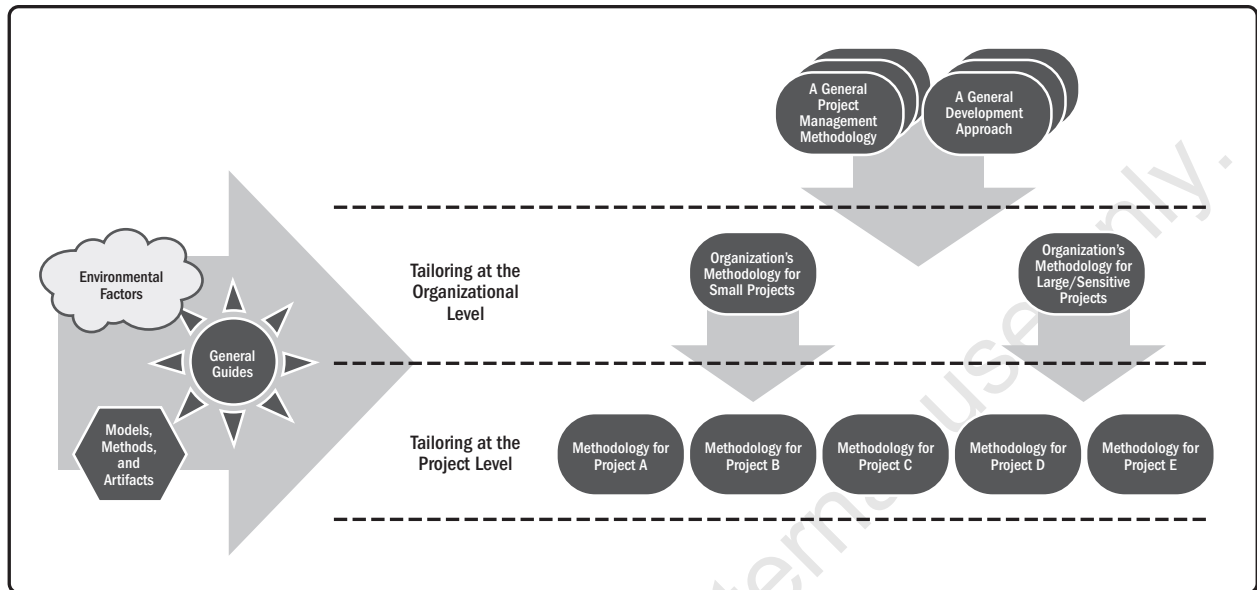 A General
Project
Management
Methodology
A General
Development
Approach
Environmental
Factors
General
Guides
Models,
Methods,
and
Artifacts
Tailoring at the
Organizational
Level
Organization's
Methodology for
Small Projects
Organization's
Methodology for
Large/Sensitive
Projects
Tailoring at the
Project Level
Methodology for
Project A
Methodology for
Project B
Methodology for
Project C
Methodology for
Project D
Methodology for
Project E